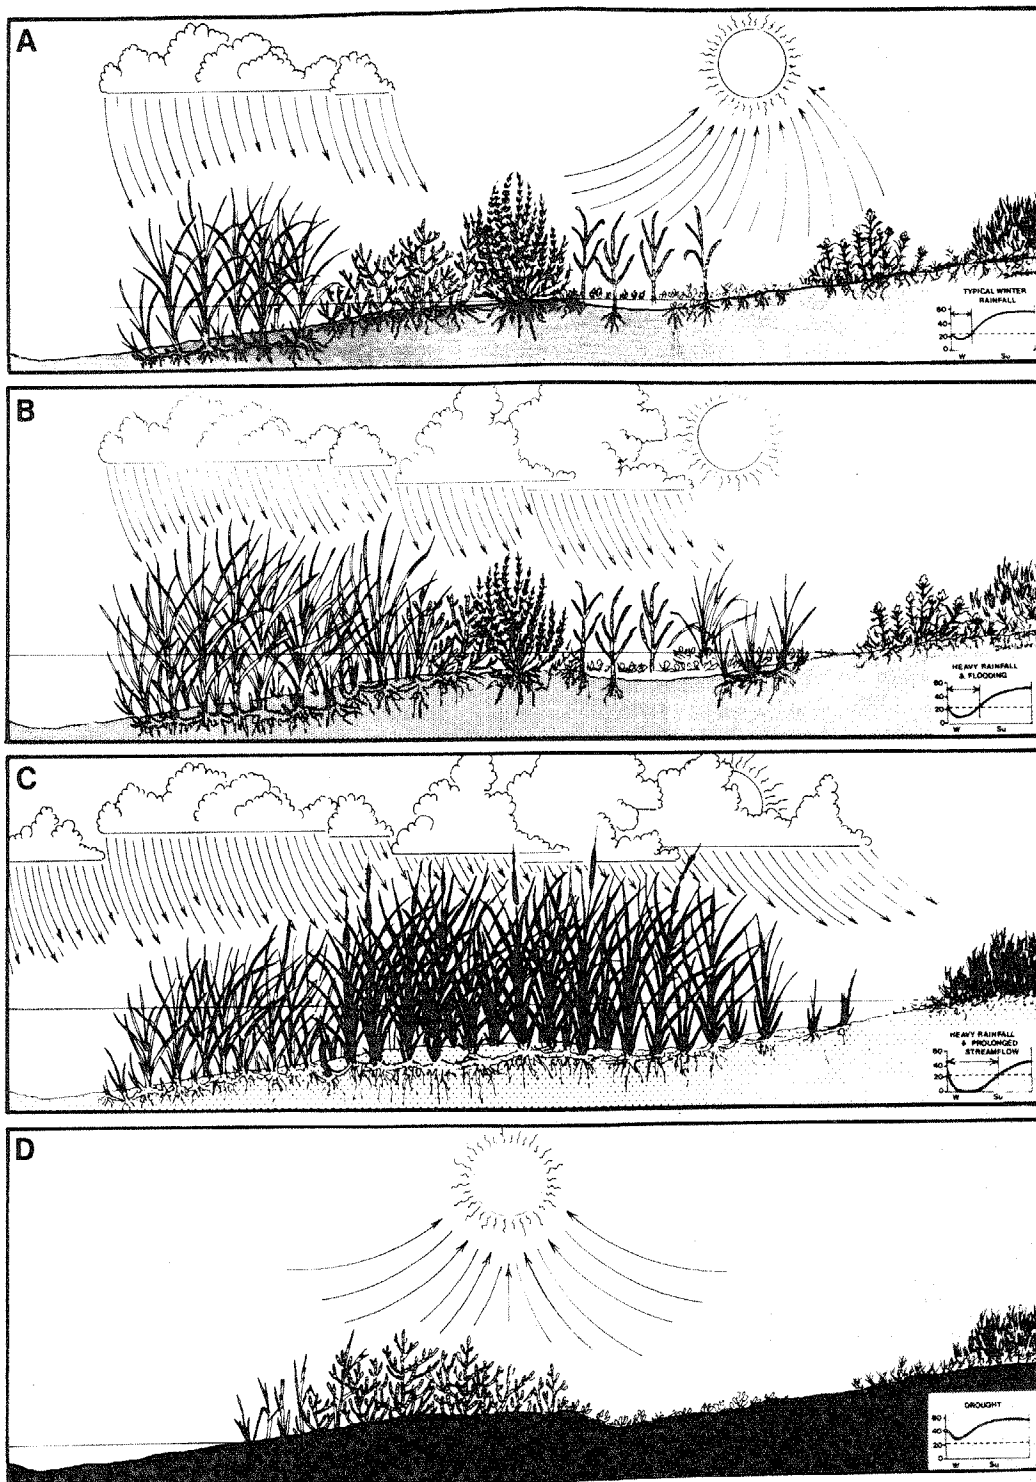 A
TYPICAL WINTER
RAINFALL
60
40
20
0
W Su
B
HEAVY RAINFALL
& FLOODING
60
40
20
0
W Su
C
HEAVY RAINFALL
& PROLONGED
STREAMFLOW
60
40
20
0
W Su
D
DROUGHT
60
40
20
0
W Su